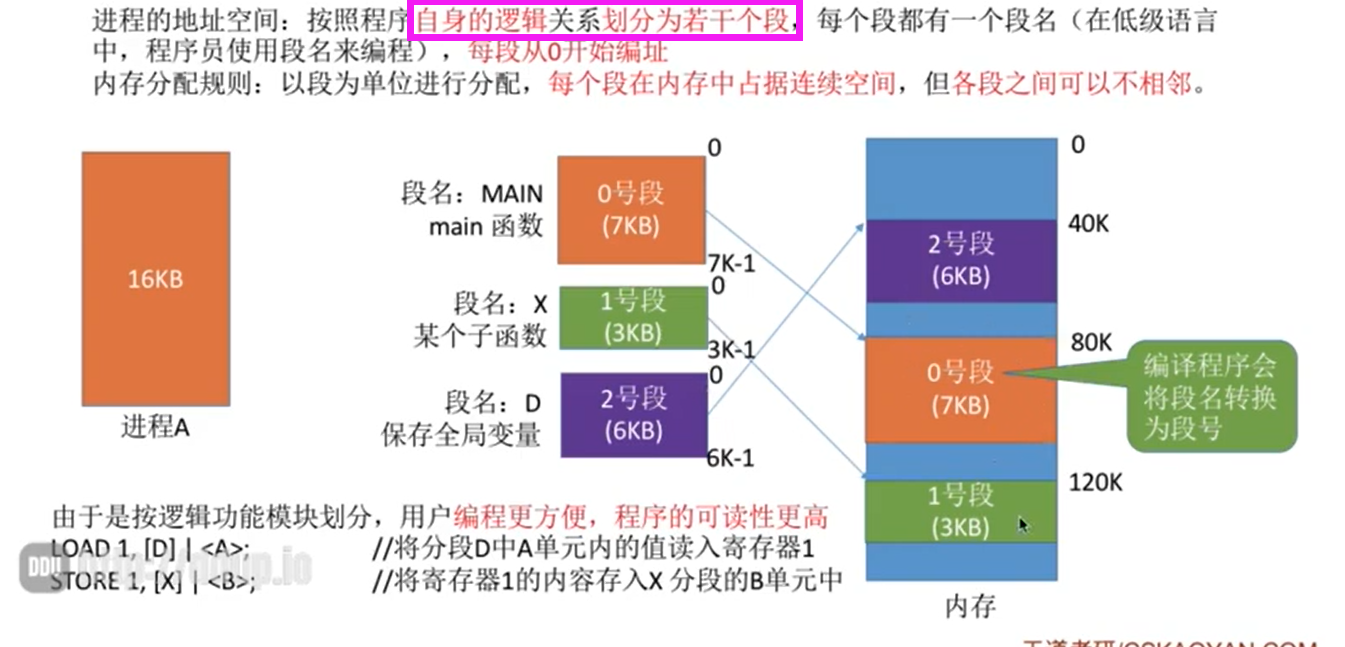 进程的地址空间：按照程序自身的逻辑关系划分为若干个段，每个段都有一个段名（在低级语言
中，程序员使用段名来编程），每段从0开始编址
内存分配规则：以段为单位进行分配，每个段在内存中占据连续空间，但各段之间可以不相邻。
16KB
进程A
段名：MAIN
main 函数
0号段
(7KB)
0
7K-1
段名：X
某个子函数
1号段
(3KB)
0
3K-1
段名：D
保存全局变量
2号段
(6KB)
0
6K-1
0
2号段
(6KB)
40K
0号段
(7KB)
80K
1号段
(3KB)
120K
内存
编译程序会
将段名转换
为段号
由于是按逻辑功能模块划分，用户编程更方便，程序的可读性更高
LOAD 1, [D] | <A>; //将分段D中A单元内的值读入寄存器1
STORE 1, [X] | <B>; //将寄存器1的内容存入X 分段的B单元中